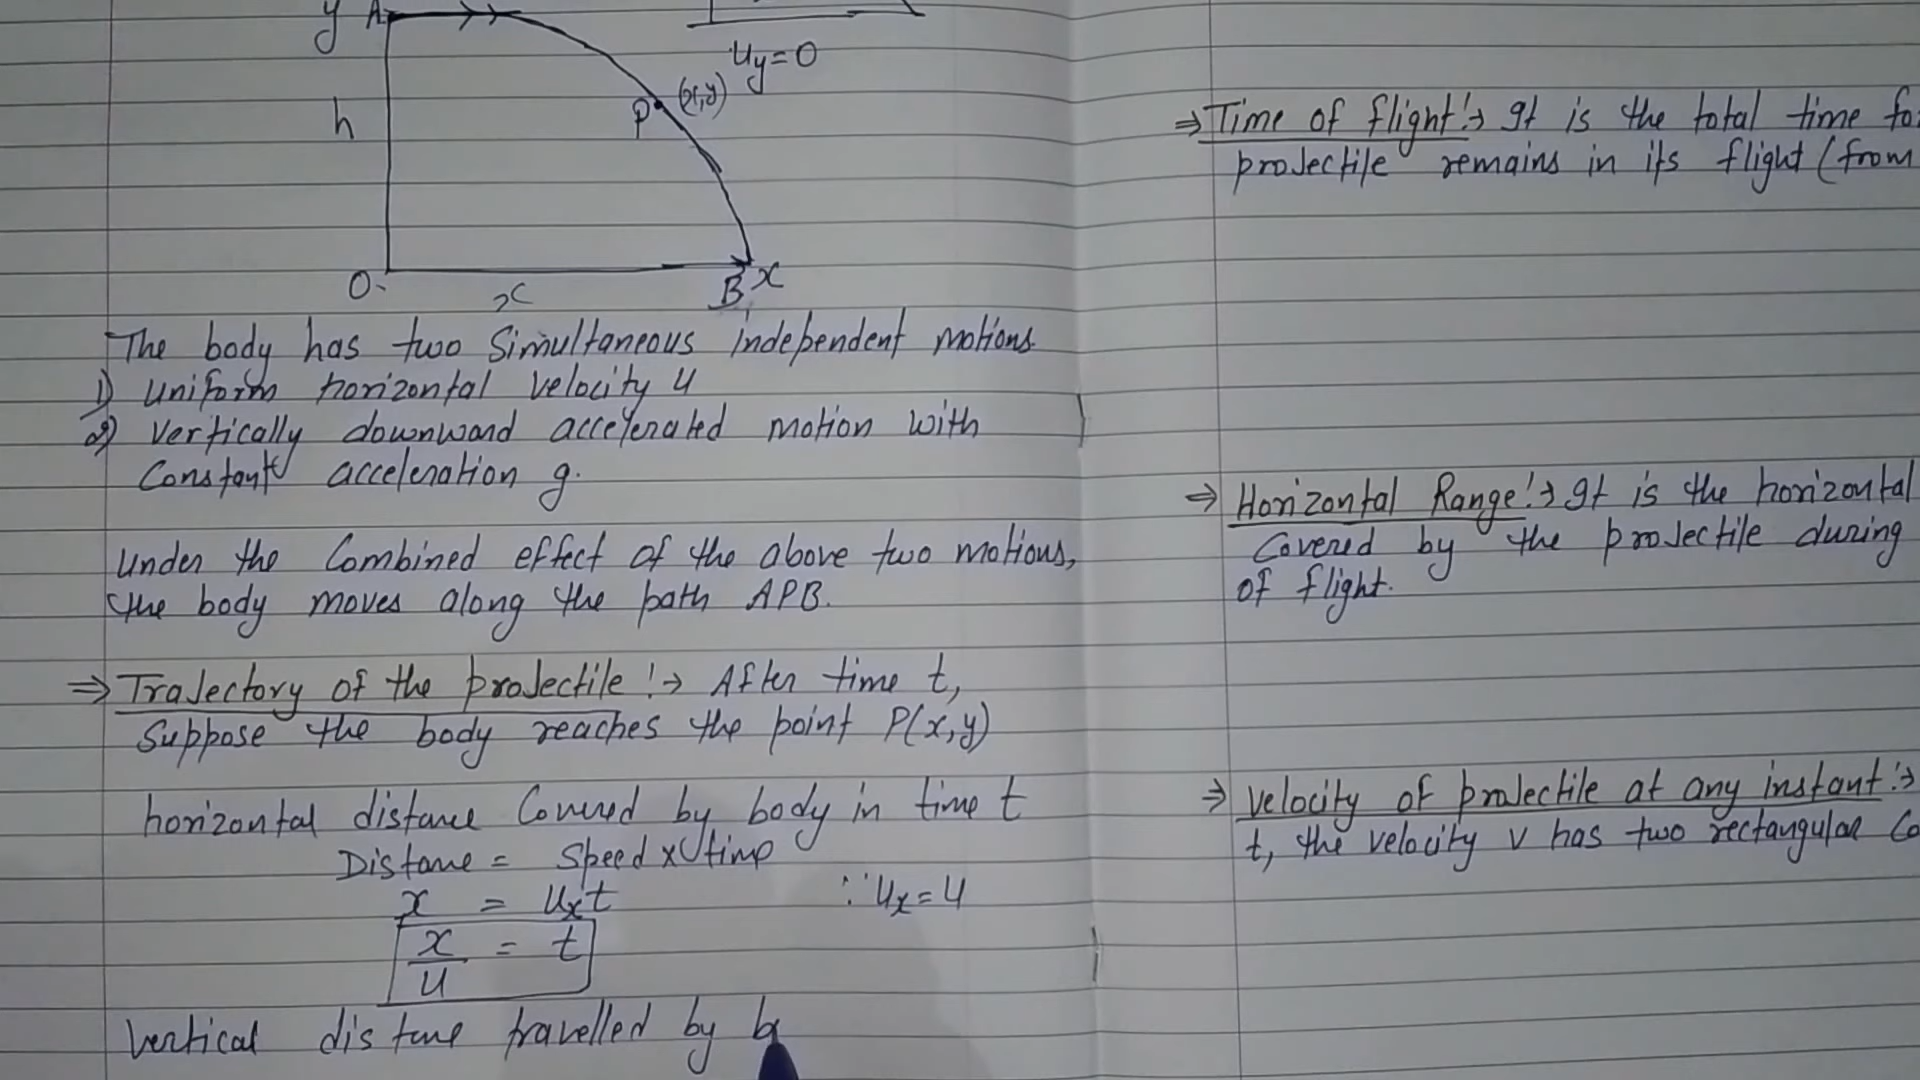 y A
uy = 0
h
P (x,y)
O
x
B x
The body has two Simultaneous independent motions.
1) uniform horizontal velocity u
2) vertically downward accelerated motion with
Constant acceleration g.
Under the Combined effect of the above two motions,
the body moves along the path APB.
⇒ Trajectory of the projectile :→ After time t,
Suppose the body reaches the point P(x,y)
horizontal distance Covered by body in time t
Distance = Speed x time
x = uxt ∵ ux = u
x/u = t
Vertical distance travelled by b
⇒ Time of flight :→ It is the total time fo
projectile remains in its flight (from
⇒ Horizontal Range :→ It is the horizontal
Covered by the projectile during
of flight.
⇒ Velocity of projectile at any instant :→
t, the velocity v has two rectangular Co